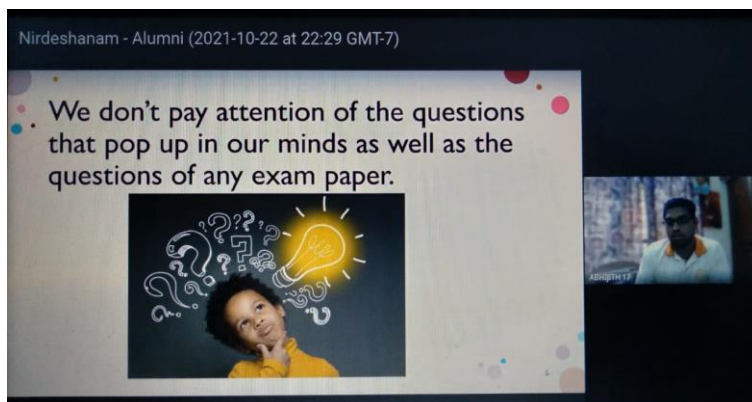 Nirdeshanam - Alumni (2021-10-22 at 22:29 GMT-7)
We don't pay attention of the questions
that pop up in our minds as well as the
questions of any exam paper.